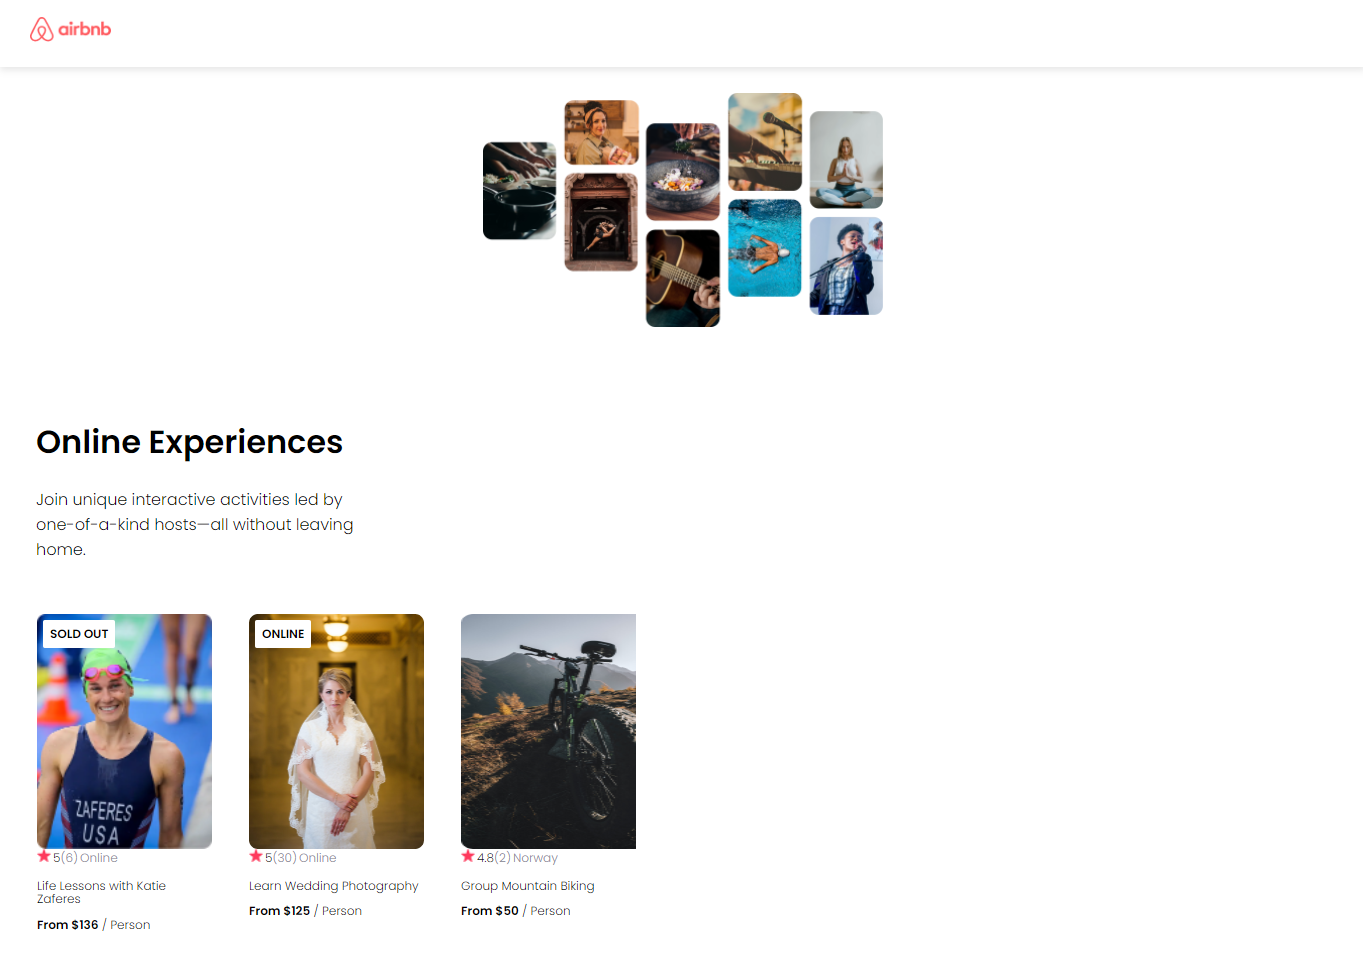 airbnb
Online Experiences
Join unique interactive activities led by
one-of-a-kind hosts—all without leaving
home.
SOLD OUT
ZAFERES
USA
5(6) Online
Life Lessons with Katie
Zaferes
From $136 / Person
ONLINE
5(30) Online
Learn Wedding Photography
From $125 / Person
4.8(2) Norway
Group Mountain Biking
From $50 / Person